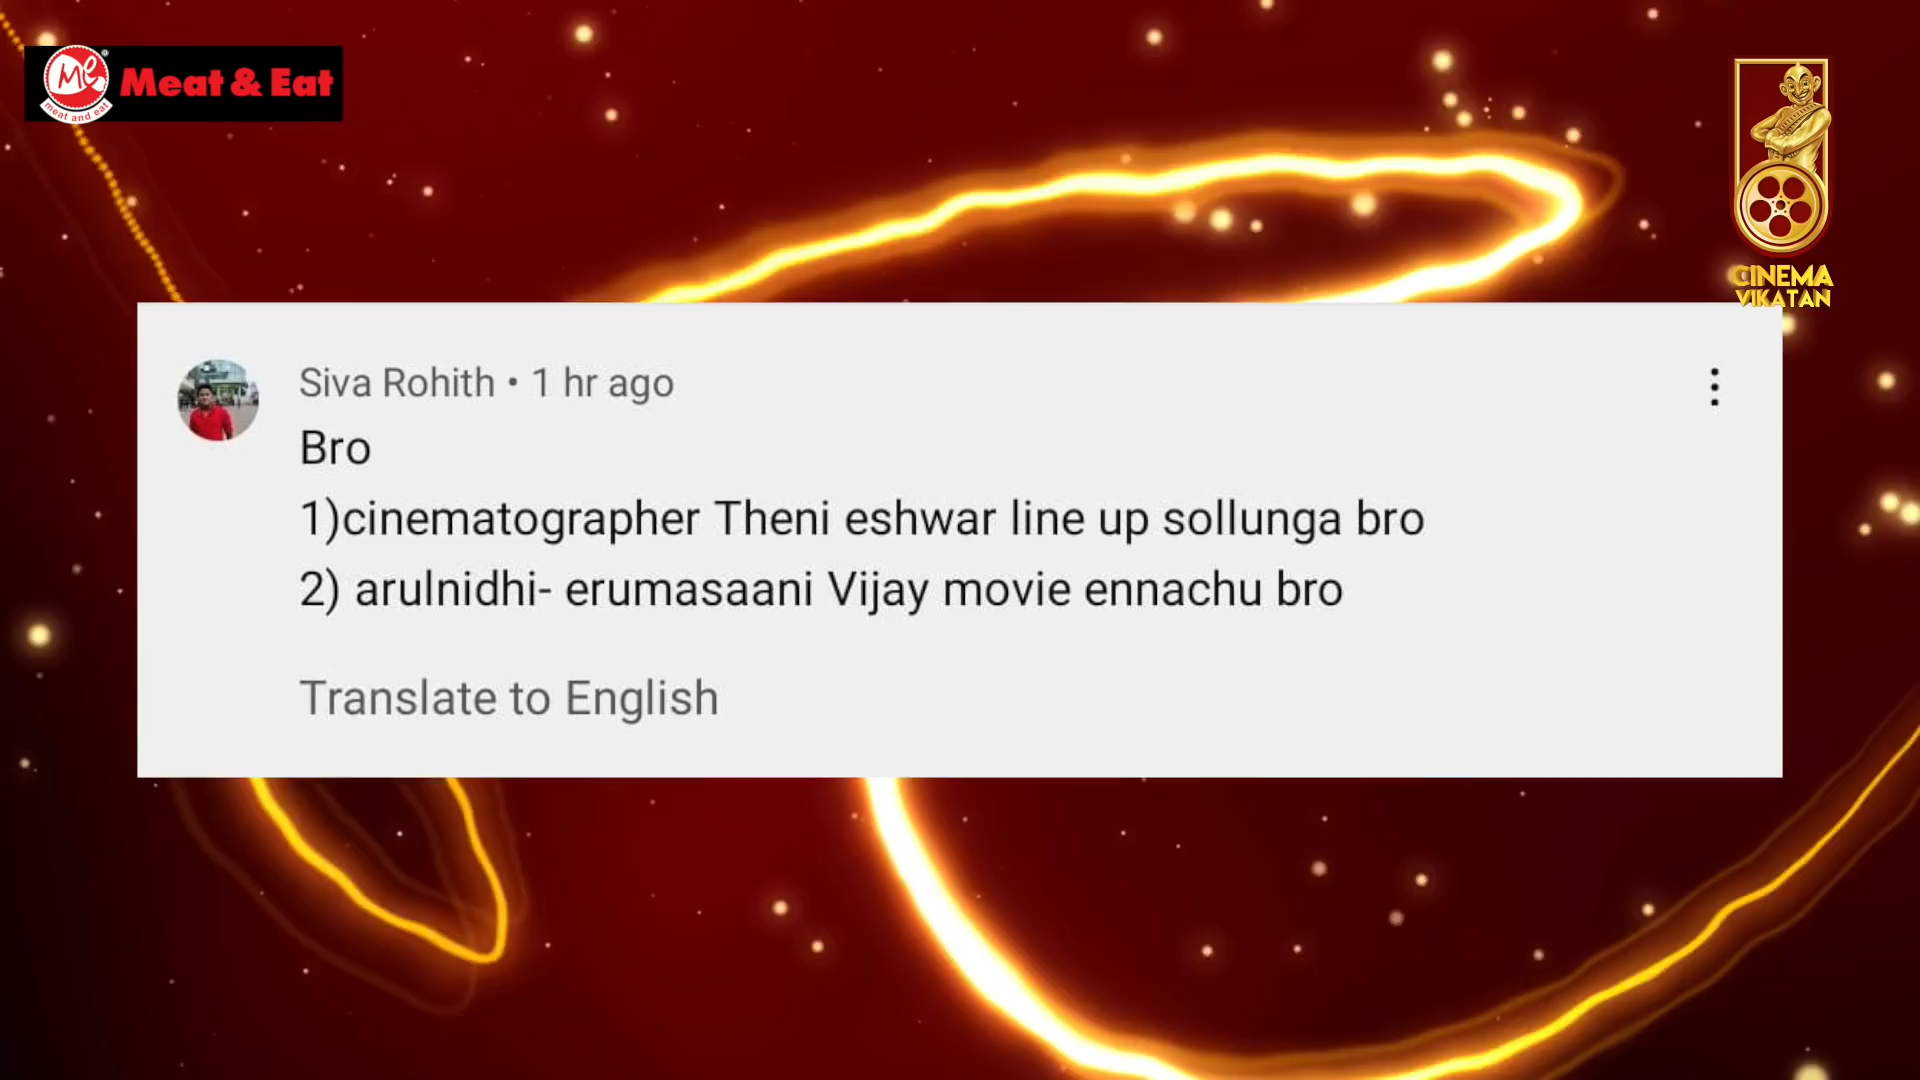 Me
meat and eat
Meat & Eat
CINEMA
VIKATAN
Siva Rohith • 1 hr ago
Bro
1)cinematographer Theni eshwar line up sollunga bro
2) arulnidhi- erumasaani Vijay movie ennachu bro
Translate to English